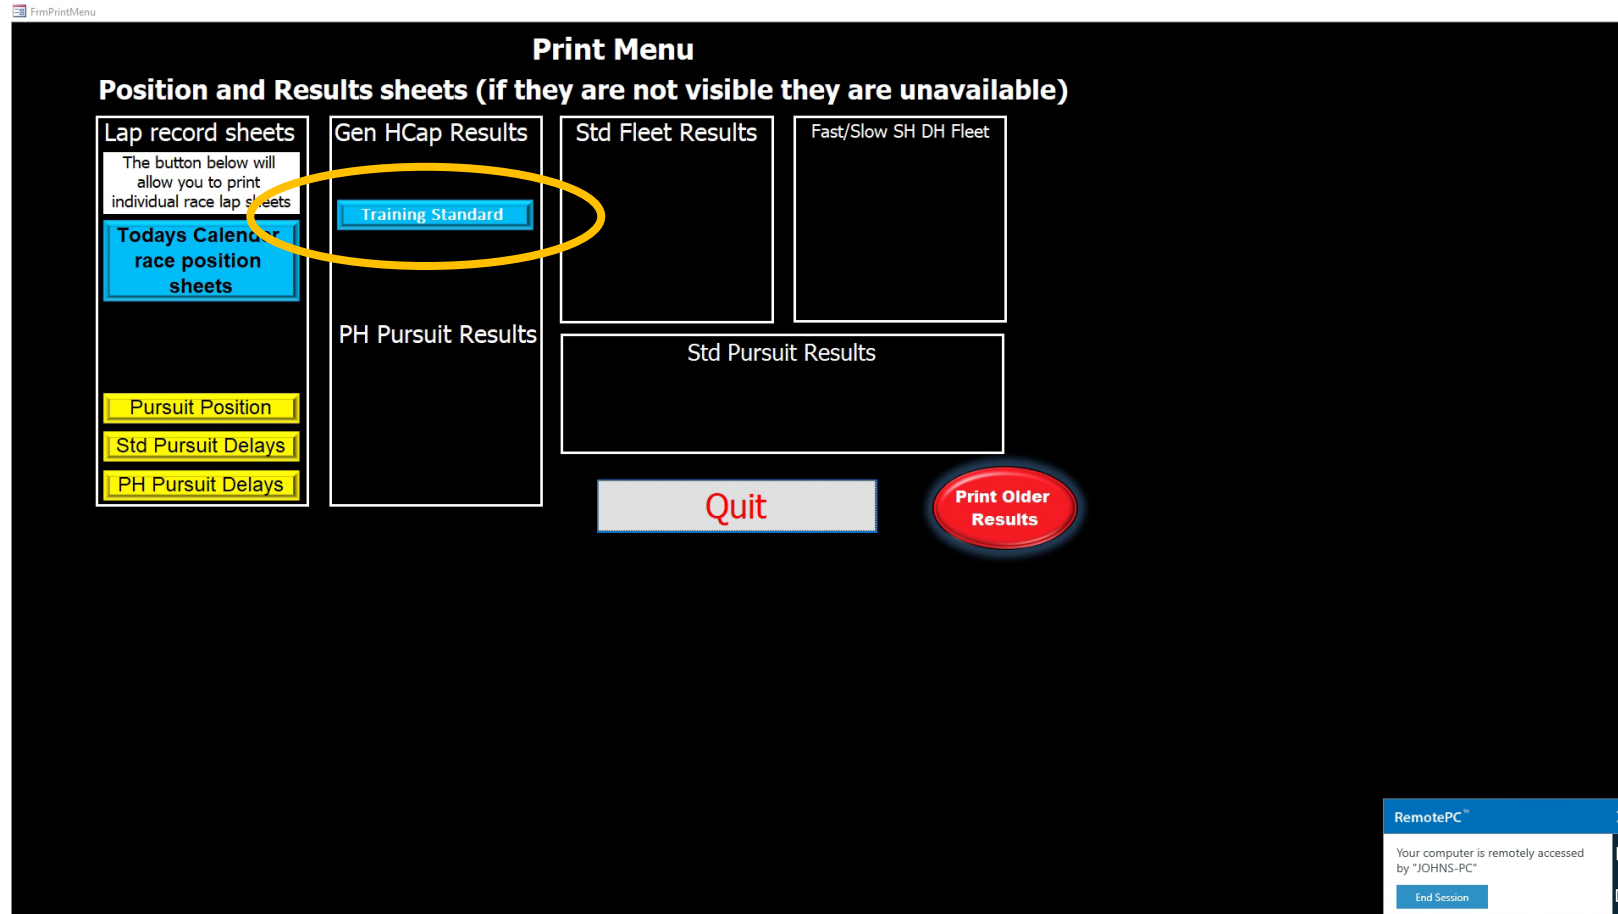 FrmPrintMenu
Print Menu
Position and Results sheets (if they are not visible they are unavailable)
Lap record sheets
The button below will
allow you to print
individual race lap sheets
Todays Calender
race position
sheets
Pursuit Position
Std Pursuit Delays
PH Pursuit Delays
Gen HCap Results
Training Standard
PH Pursuit Results
Std Fleet Results
Fast/Slow SH DH Fleet
Std Pursuit Results
Quit
Print Older
Results
RemotePC™
Your computer is remotely accessed
by "JOHNS-PC"
End Session